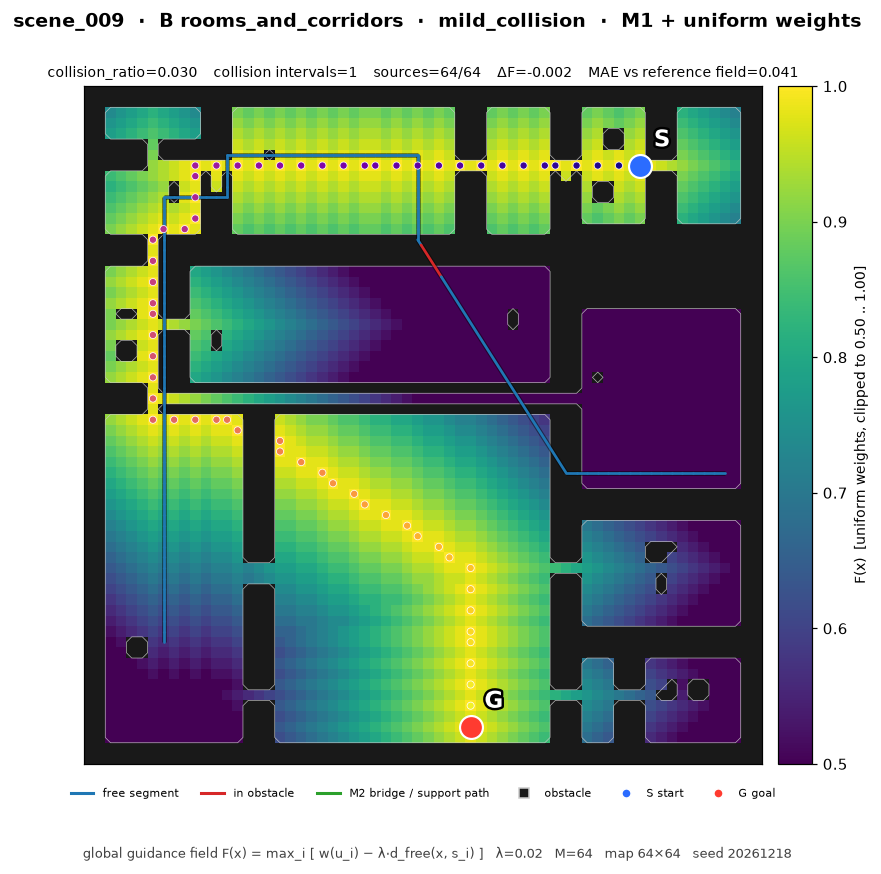 scene_009 · B rooms_and_corridors · mild_collision · M1 + uniform weights
collision_ratio=0.030 collision intervals=1 sources=64/64 ΔF=-0.002 MAE vs reference field=0.041
S
G
1.0
0.9
0.8
0.7
0.6
0.5
F(x) [uniform weights, clipped to 0.50 .. 1.00]
free segment
in obstacle
M2 bridge / support path
obstacle
S start
G goal
global guidance field F(x) = max_i [ w(u_i) − λ·d_free(x, s_i) ] λ=0.02 M=64 map 64×64 seed 20261218